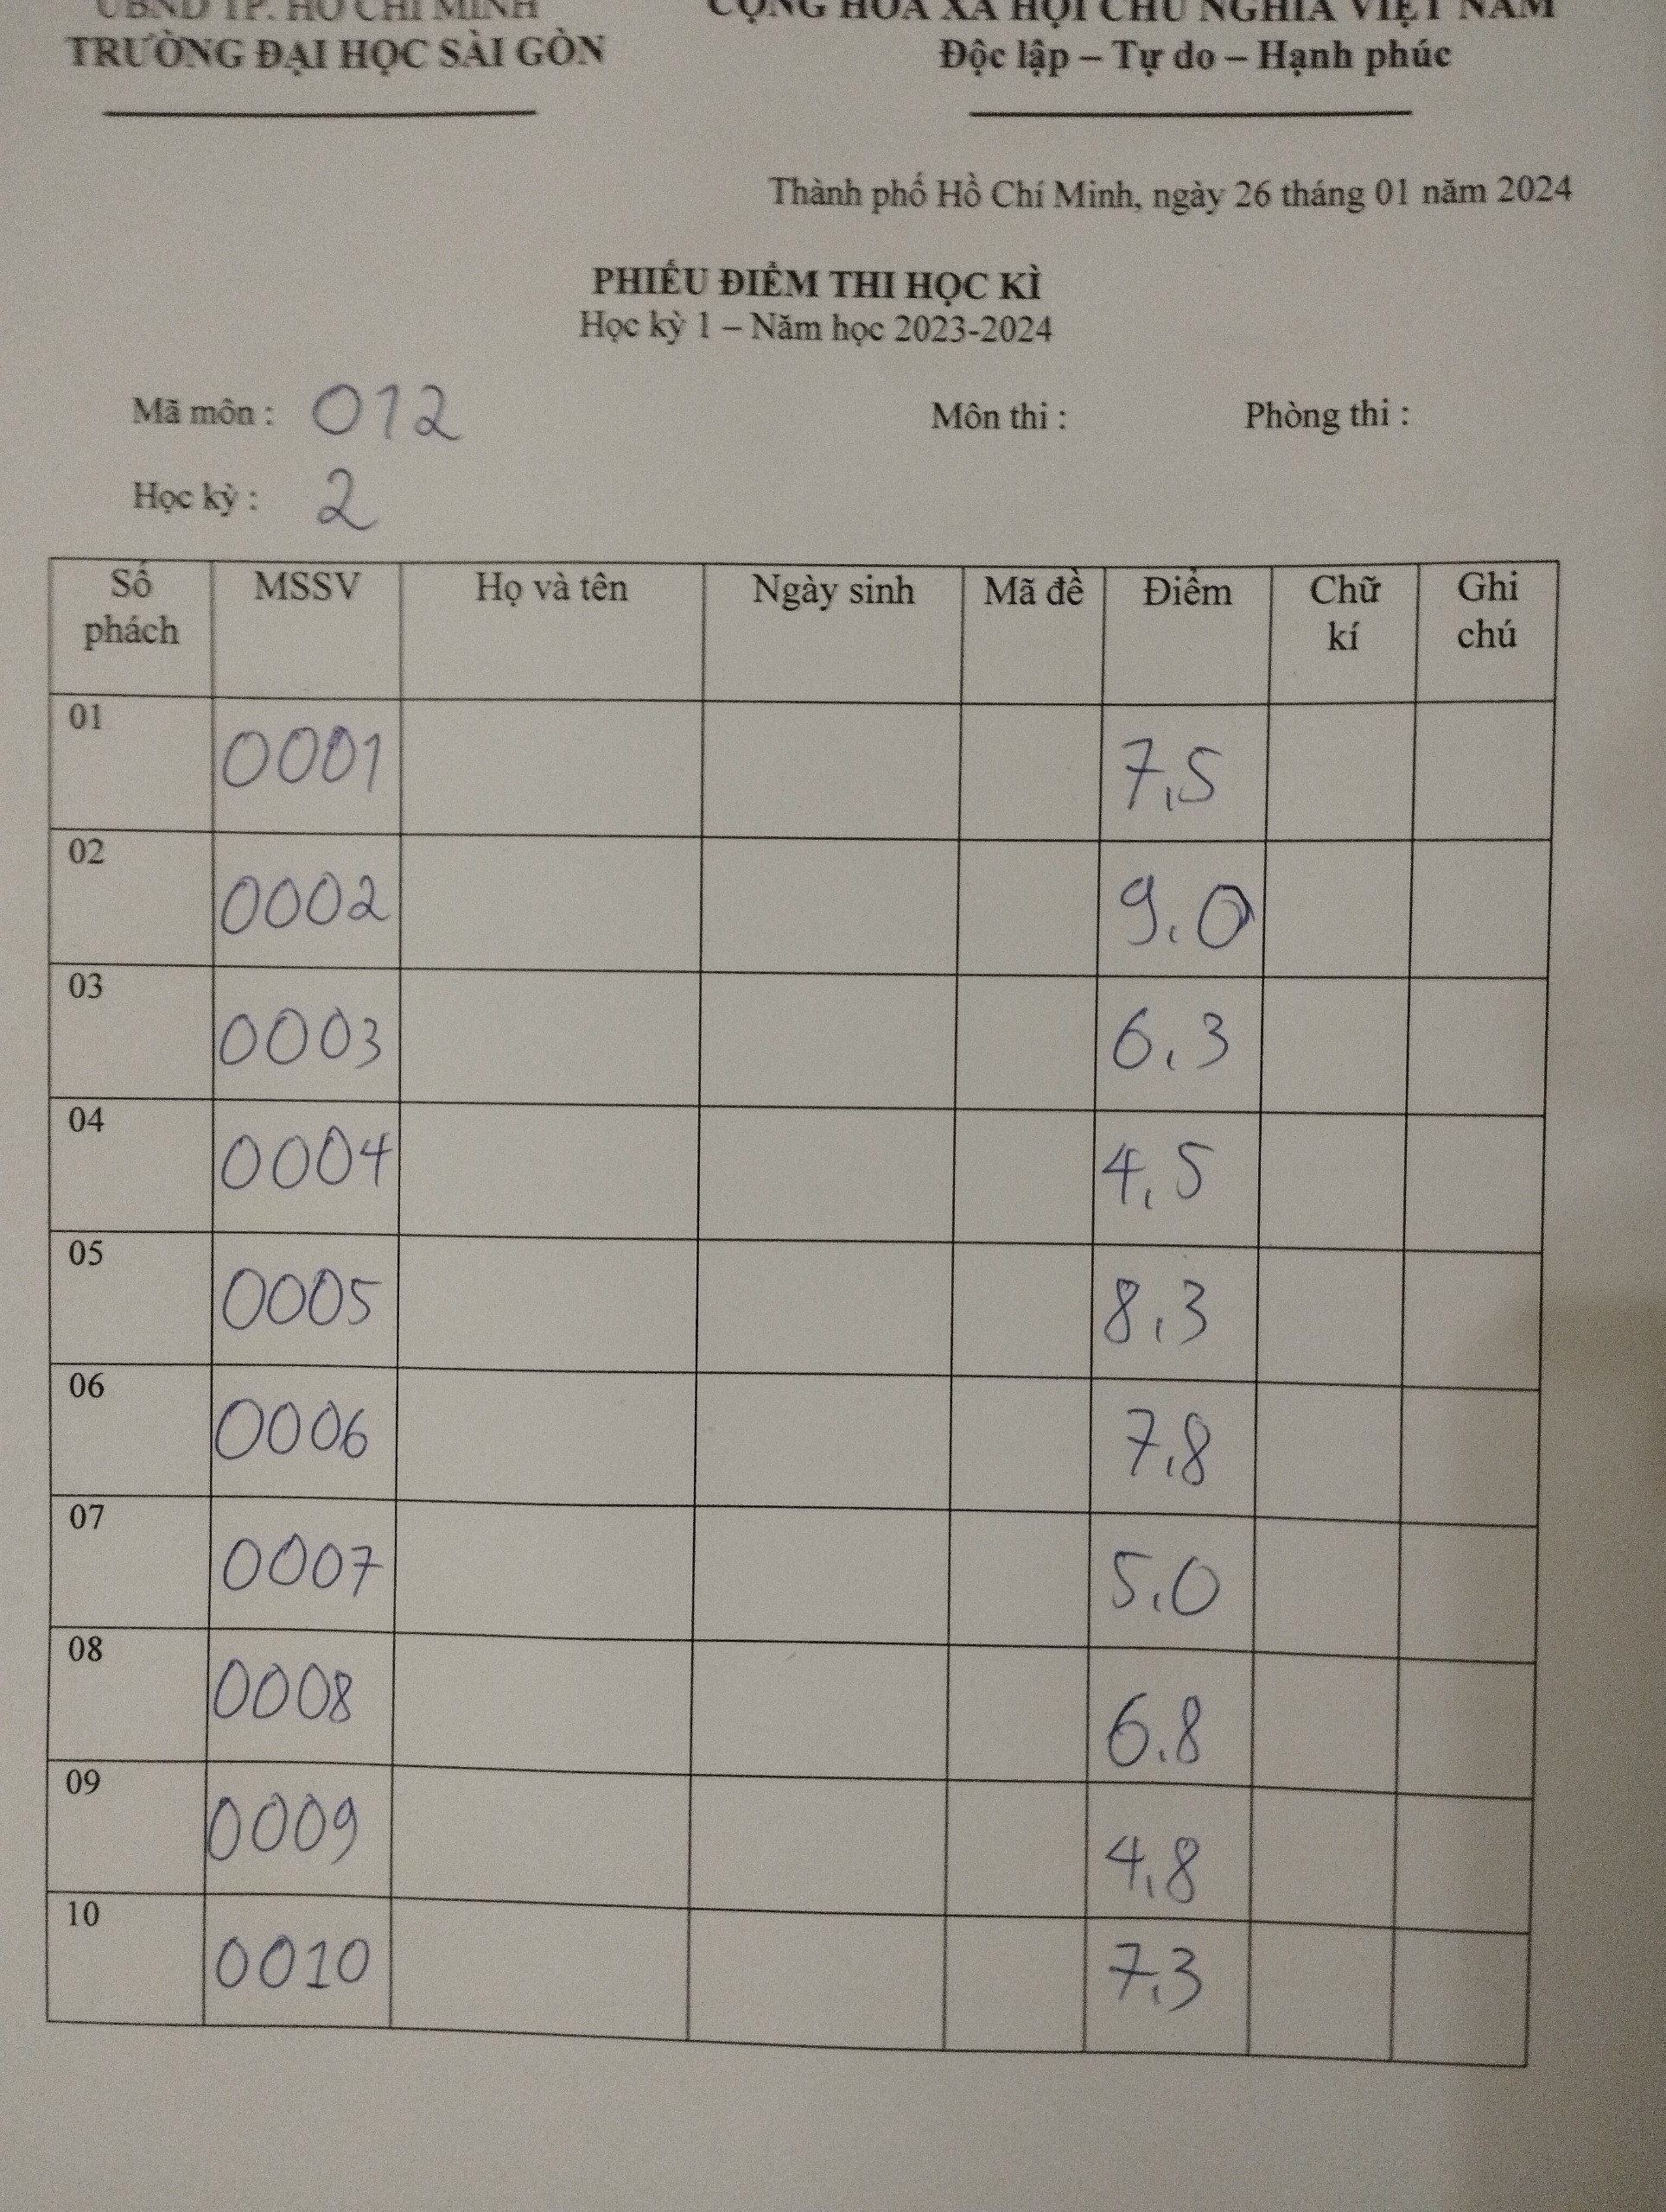 UBND TP. HỒ CHÍ MINH CỘNG HÒA XÃ HỘI CHỦ NGHĨA VIỆT NAM
TRƯỜNG ĐẠI HỌC SÀI GÒN Độc lập – Tự do – Hạnh phúc
Thành phố Hồ Chí Minh, ngày 26 tháng 01 năm 2024
PHIẾU ĐIỂM THI HỌC KÌ
Học kỳ 1 – Năm học 2023-2024
Mã môn : 012 Môn thi : Phòng thi :
Học kỳ : 2
Số phách MSSV Họ và tên Ngày sinh Mã đề Điểm Chữ kí Ghi chú
01 0001 7,5
02 0002 9,0
03 0003 6,3
04 0004 4,5
05 0005 8,3
06 0006 7,8
07 0007 5,0
08 0008 6,8
09 0009 4,8
10 0010 7,3